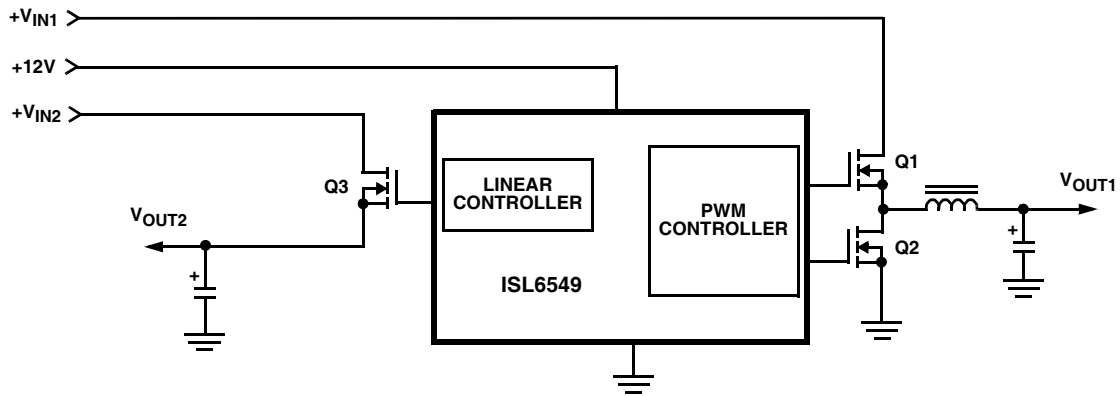 +VIN1
+12V
+VIN2
Q3
LINEAR
CONTROLLER
PWM
CONTROLLER
Q1
VOUT1
VOUT2
+
ISL6549
Q2
+